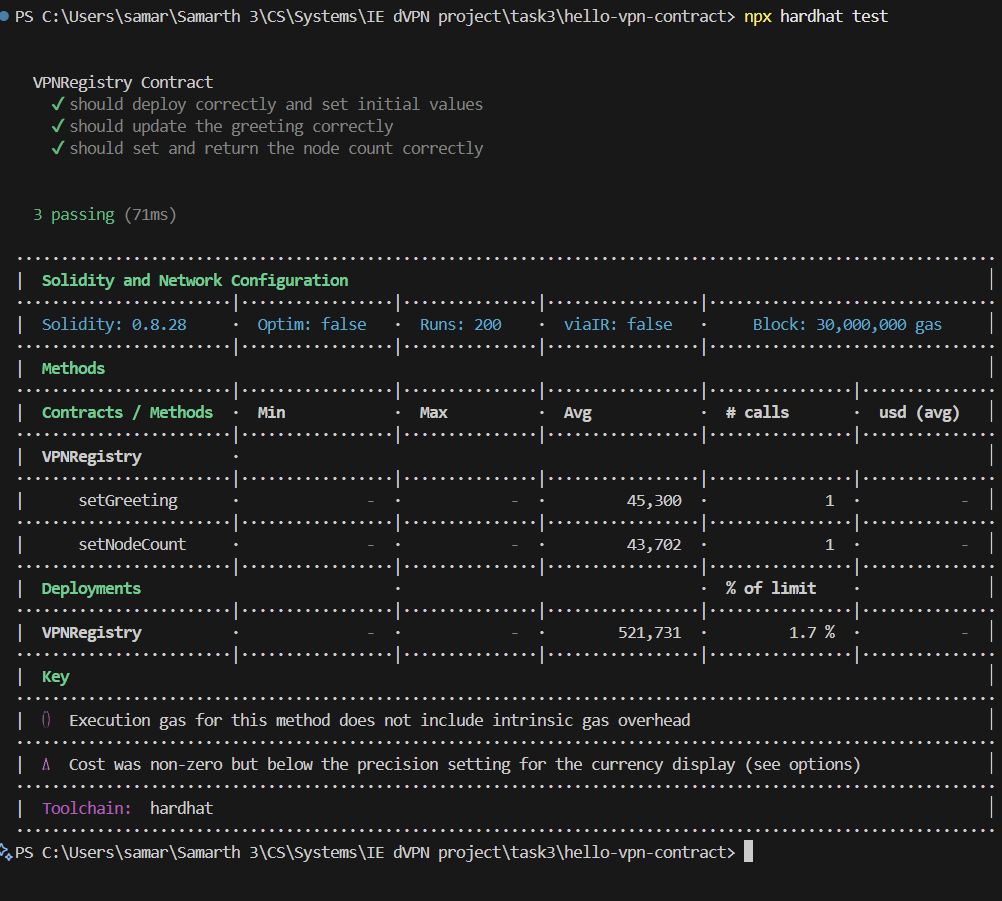 PS C:\Users\samar\Samarth 3\CS\Systems\IE dVPN project\task3\hello-vpn-contract> npx hardhat test
VPNRegistry Contract
✓ should deploy correctly and set initial values
✓ should update the greeting correctly
✓ should set and return the node count correctly
3 passing (71ms)
Solidity and Network Configuration
Solidity: 0.8.28 · Optim: false · Runs: 200 · viaIR: false · Block: 30,000,000 gas
Methods
Contracts / Methods · Min · Max · Avg · # calls · usd (avg)
VPNRegistry ·
setGreeting · - · - · 45,300 · 1 · -
setNodeCount · - · - · 43,702 · 1 · -
Deployments · · % of limit ·
VPNRegistry · - · - · 521,731 · 1.7 % · -
Key
Execution gas for this method does not include intrinsic gas overhead
Cost was non-zero but below the precision setting for the currency display (see options)
Toolchain: hardhat
PS C:\Users\samar\Samarth 3\CS\Systems\IE dVPN project\task3\hello-vpn-contract>